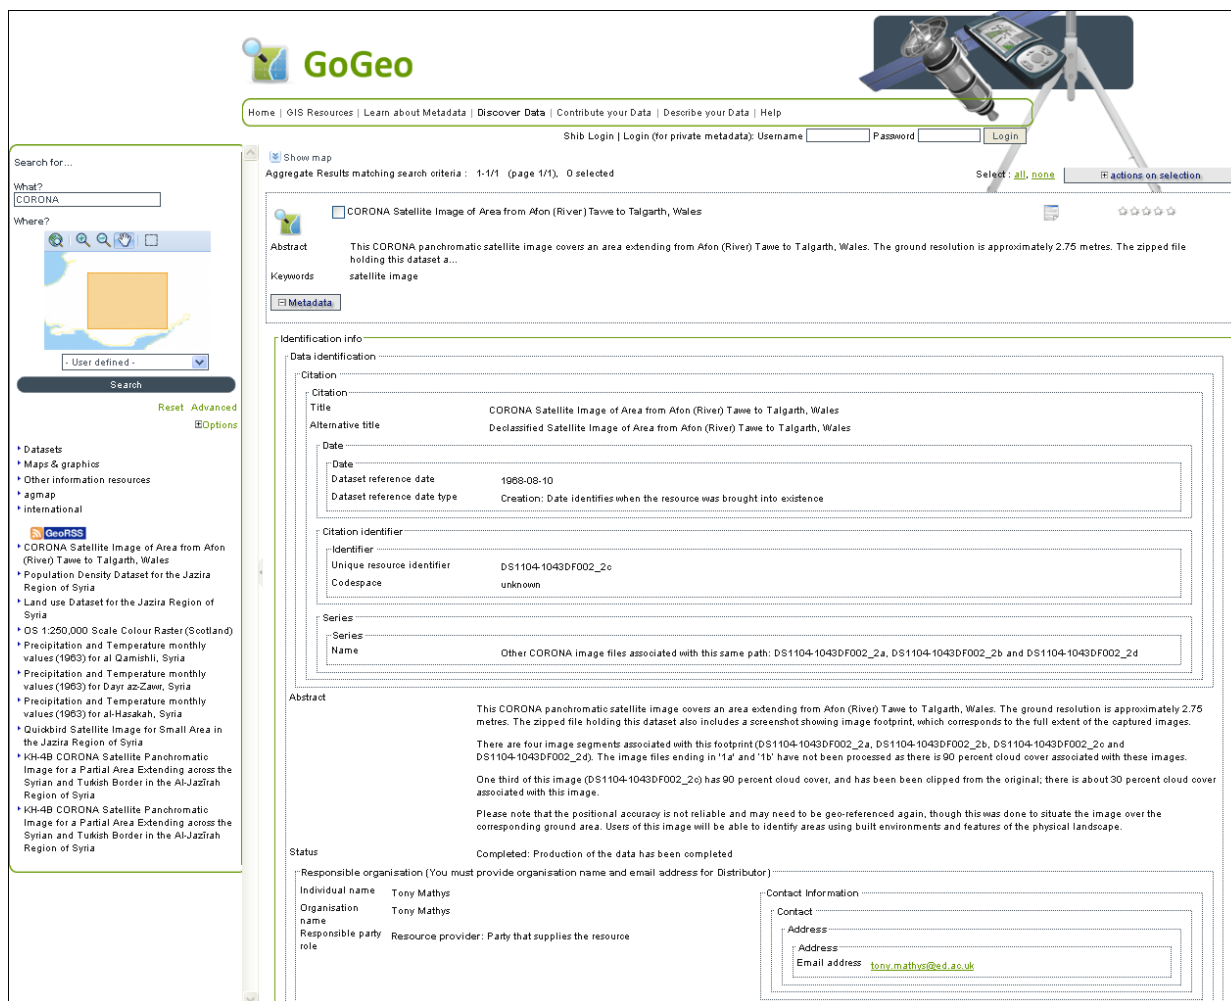 GoGeo
Home | GIS Resources | Learn about Metadata | Discover Data | Contribute your Data | Describe your Data | Help
Shib Login | Login (for private metadata): Username Password Login
Search for...
What?
CORONA
Where?
- User defined -
Search
Reset Advanced
Options
Datasets
Maps & graphics
Other information resources
agmap
international
GeoRSS
CORONA Satellite Image of Area from Afon
(River) Tawe to Talgarth, Wales
Population Density Dataset for the Jazira
Region of Syria
Land use Dataset for the Jazira Region of
Syria
OS 1:250,000 Scale Colour Raster (Scotland)
Precipitation and Temperature monthly
values (1963) for al Qamishli, Syria
Precipitation and Temperature monthly
values (1963) for Dayr az-Zawr, Syria
Precipitation and Temperature monthly
values (1963) for al-Hasakah, Syria
Quickbird Satellite Image for Small Area in
the Jazira Region of Syria
KH-4B CORONA Satellite Panchromatic
Image for a Partial Area Extending across the
Syrian and Turkish Border in the Al-Jazīrah
Region of Syria
KH-4B CORONA Satellite Panchromatic
Image for a Partial Area Extending across the
Syrian and Turkish Border in the Al-Jazīrah
Region of Syria
Show map
Aggregate Results matching search criteria : 1-1/1 (page 1/1), 0 selected
Select : all, none
actions on selection
CORONA Satellite Image of Area from Afon (River) Tawe to Talgarth, Wales
Abstract This CORONA panchromatic satellite image covers an area extending from Afon (River) Tawe to Talgarth, Wales. The ground resolution is approximately 2.75 metres. The zipped file
holding this dataset a...
Keywords satellite image
Metadata
Identification info
Data identification
Citation
Citation
Title CORONA Satellite Image of Area from Afon (River) Tawe to Talgarth, Wales
Alternative title Declassified Satellite Image of Area from Afon (River) Tawe to Talgarth, Wales
Date
Date
Dataset reference date 1968-08-10
Dataset reference date type Creation: Date identifies when the resource was brought into existence
Citation identifier
Identifier
Unique resource identifier DS1104-1043DF002_2c
Codespace unknown
Series
Series
Name Other CORONA image files associated with this same path: DS1104-1043DF002_2a, DS1104-1043DF002_2b and DS1104-1043DF002_2d
Abstract
This CORONA panchromatic satellite image covers an area extending from Afon (River) Tawe to Talgarth, Wales. The ground resolution is approximately 2.75
metres. The zipped file holding this dataset also includes a screenshot showing image footprint, which corresponds to the full extent of the captured images.
There are four image segments associated with this footprint (DS1104-1043DF002_2a, DS1104-1043DF002_2b, DS1104-1043DF002_2c and
DS1104-1043DF002_2d). The image files ending in '1a' and '1b' have not been processed as there is 90 percent cloud cover associated with these images.
One third of this image (DS1104-1043DF002_2c) has 90 percent cloud cover, and has been been clipped from the original; there is about 30 percent cloud cover
associated with this image.
Please note that the positional accuracy is not reliable and may need to be geo-referenced again, though this was done to situate the image over the
corresponding ground area. Users of this image will be able to identify areas using built environments and features of the physical landscape.
Status Completed: Production of the data has been completed
Responsible organisation (You must provide organisation name and email address for Distributor)
Individual name Tony Mathys
Organisation
name Tony Mathys
Responsible party
role Resource provider: Party that supplies the resource
Contact Information
Contact
Address
Address
Email address tony.mathys@ed.ac.uk